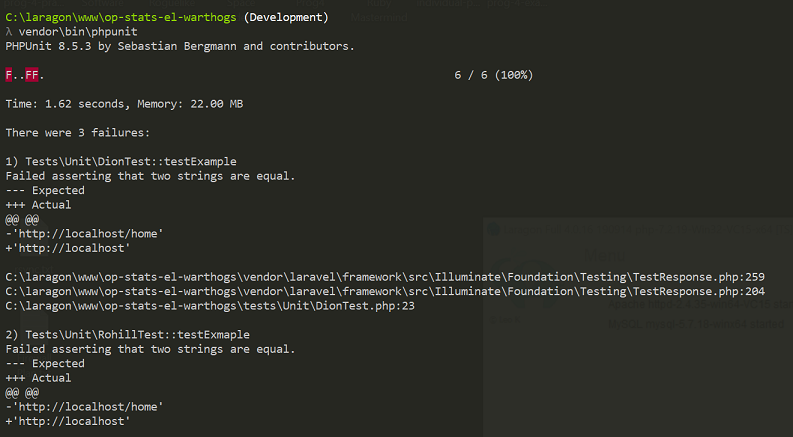 C:\laragon\www\op-stats-el-warthogs (Development)
λ vendor\bin\phpunit
PHPUnit 8.5.3 by Sebastian Bergmann and contributors.
F..FF. 6 / 6 (100%)
Time: 1.62 seconds, Memory: 22.00 MB
There were 3 failures:
1) Tests\Unit\DionTest::testExample
Failed asserting that two strings are equal.
--- Expected
+++ Actual
@@ @@
-'http://localhost/home'
+'http://localhost'
C:\laragon\www\op-stats-el-warthogs\vendor\laravel\framework\src\Illuminate\Foundation\Testing\TestResponse.php:259
C:\laragon\www\op-stats-el-warthogs\vendor\laravel\framework\src\Illuminate\Foundation\Testing\TestResponse.php:204
C:\laragon\www\op-stats-el-warthogs\tests\Unit\DionTest.php:23
2) Tests\Unit\RohillTest::testExmaple
Failed asserting that two strings are equal.
--- Expected
+++ Actual
@@ @@
-'http://localhost/home'
+'http://localhost'